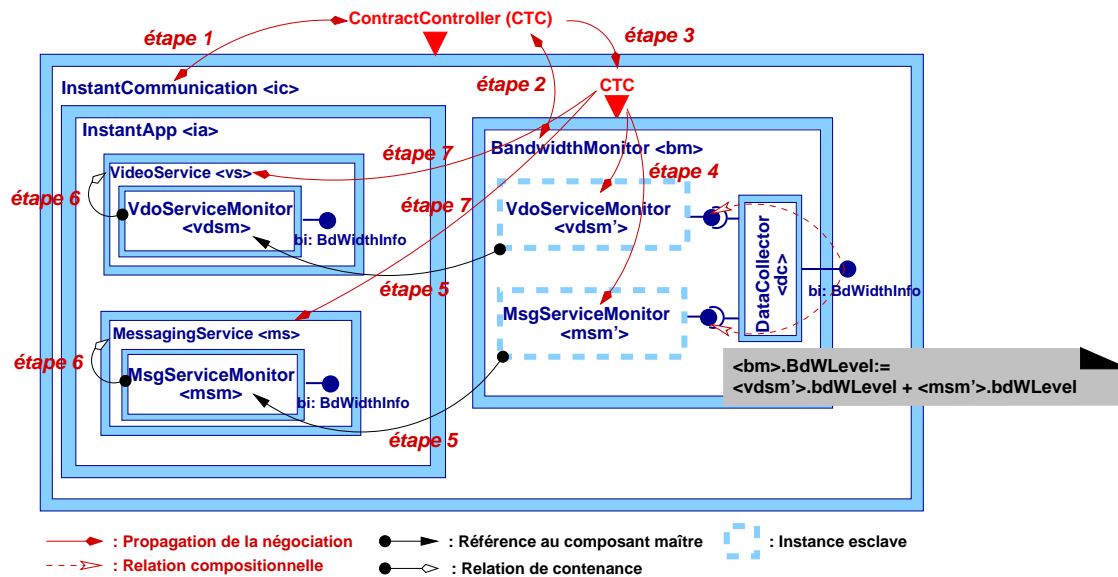 ContractController (CTC)
étape 1
étape 3
InstantCommunication <ic>
étape 2
CTC
InstantApp <ia>
BandwidthMonitor <bm>
étape 7
étape 4
VideoService <vs>
étape 6
VdoServiceMonitor
<vdsm>
bi: BdWidthInfo
étape 7
VdoServiceMonitor
<vdsm’>
DataCollector
<dc>
bi: BdWidthInfo
étape 5
MsgServiceMonitor
<msm’>
MessagingService <ms>
étape 6
MsgServiceMonitor
<msm>
bi: BdWidthInfo
étape 5
<bm>.BdWLevel:=
<vdsm’>.bdWLevel + <msm’>.bdWLevel
: Propagation de la négociation
: Référence au composant maître
: Instance esclave
: Relation compositionnelle
: Relation de contenance